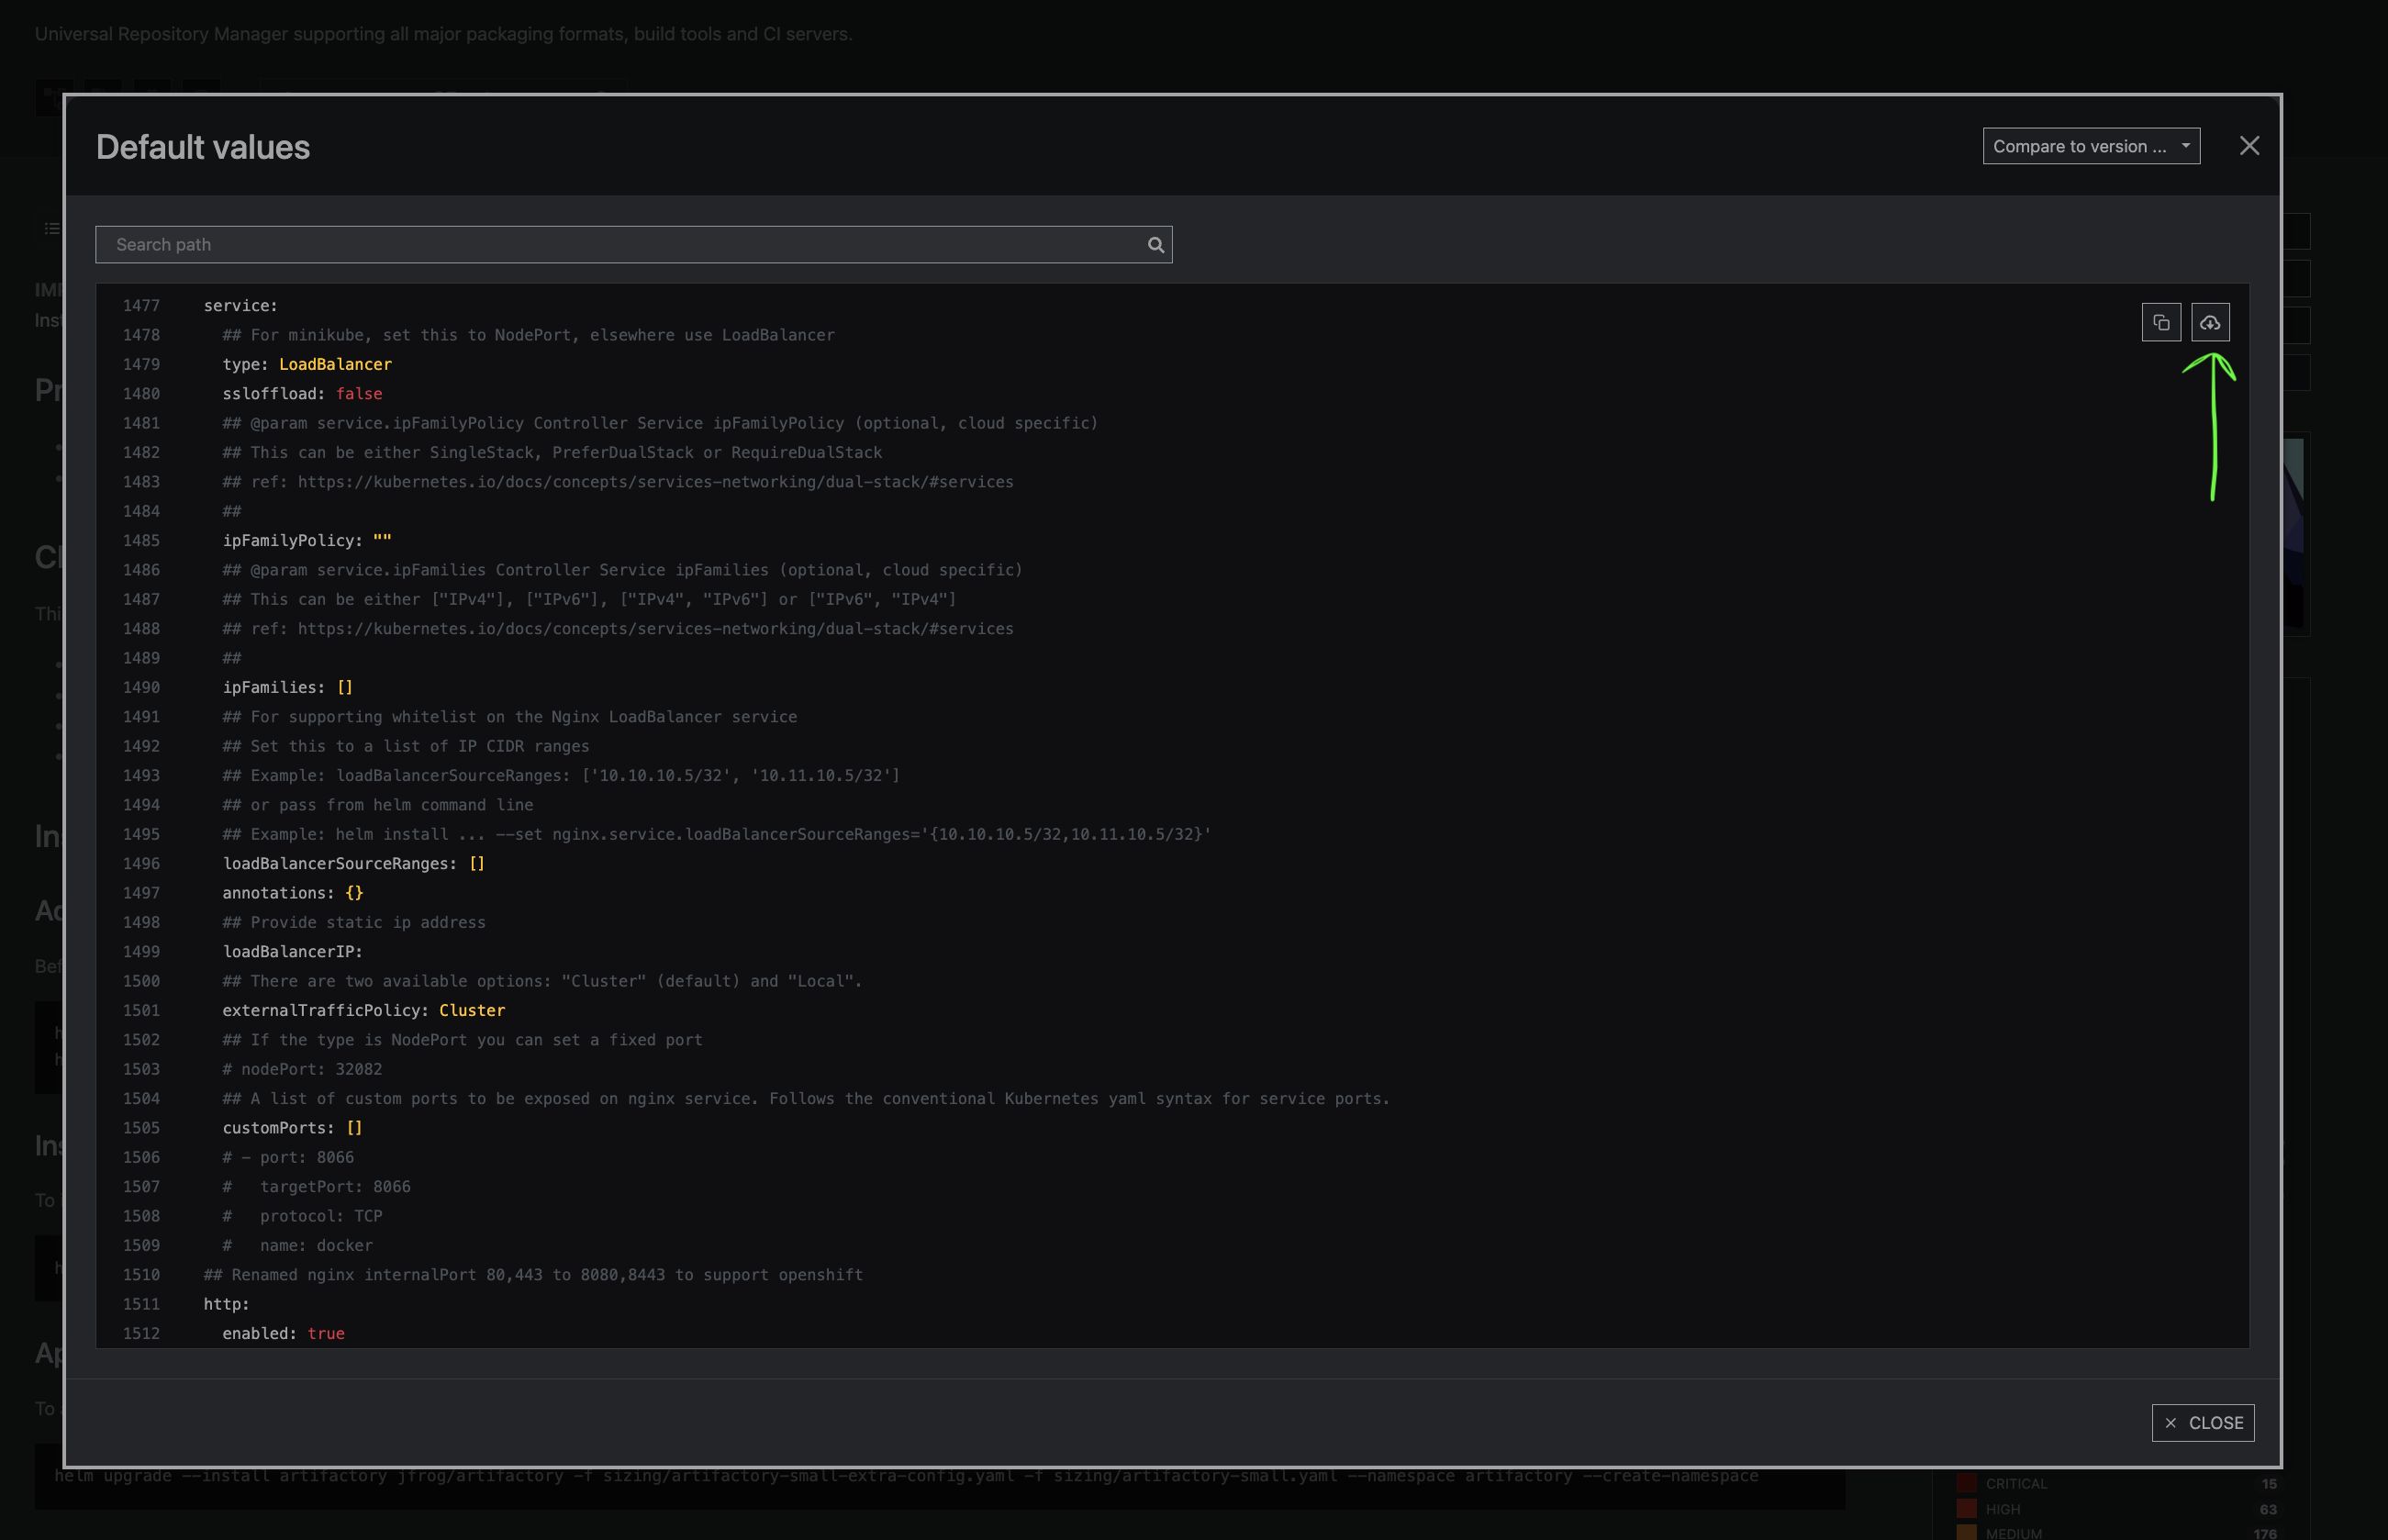 Universal Repository Manager supporting all major packaging formats, build tools and CI servers.
Default values
Compare to version ...
Search path
1477 service:
1478 ## For minikube, set this to NodePort, elsewhere use LoadBalancer
1479 type: LoadBalancer
1480 ssloffload: false
1481 ## @param service.ipFamilyPolicy Controller Service ipFamilyPolicy (optional, cloud specific)
1482 ## This can be either SingleStack, PreferDualStack or RequireDualStack
1483 ## ref: https://kubernetes.io/docs/concepts/services-networking/dual-stack/#services
1484 ##
1485 ipFamilyPolicy: ""
1486 ## @param service.ipFamilies Controller Service ipFamilies (optional, cloud specific)
1487 ## This can be either ["IPv4"], ["IPv6"], ["IPv4", "IPv6"] or ["IPv6", "IPv4"]
1488 ## ref: https://kubernetes.io/docs/concepts/services-networking/dual-stack/#services
1489 ##
1490 ipFamilies: []
1491 ## For supporting whitelist on the Nginx LoadBalancer service
1492 ## Set this to a list of IP CIDR ranges
1493 ## Example: loadBalancerSourceRanges: ['10.10.10.5/32', '10.11.10.5/32']
1494 ## or pass from helm command line
1495 ## Example: helm install ... --set nginx.service.loadBalancerSourceRanges='{10.10.10.5/32,10.11.10.5/32}'
1496 loadBalancerSourceRanges: []
1497 annotations: {}
1498 ## Provide static ip address
1499 loadBalancerIP:
1500 ## There are two available options: "Cluster" (default) and "Local".
1501 externalTrafficPolicy: Cluster
1502 ## If the type is NodePort you can set a fixed port
1503 # nodePort: 32082
1504 ## A list of custom ports to be exposed on nginx service. Follows the conventional Kubernetes yaml syntax for service ports.
1505 customPorts: []
1506 # - port: 8066
1507 #   targetPort: 8066
1508 #   protocol: TCP
1509 #   name: docker
1510 ## Renamed nginx internalPort 80,443 to 8080,8443 to support openshift
1511 http:
1512 enabled: true
CLOSE
helm upgrade --install artifactory jfrog/artifactory -f sizing/artifactory-small-extra-config.yaml -f sizing/artifactory-small.yaml --namespace artifactory --create-namespace
CRITICAL 15
HIGH 63
MEDIUM 176